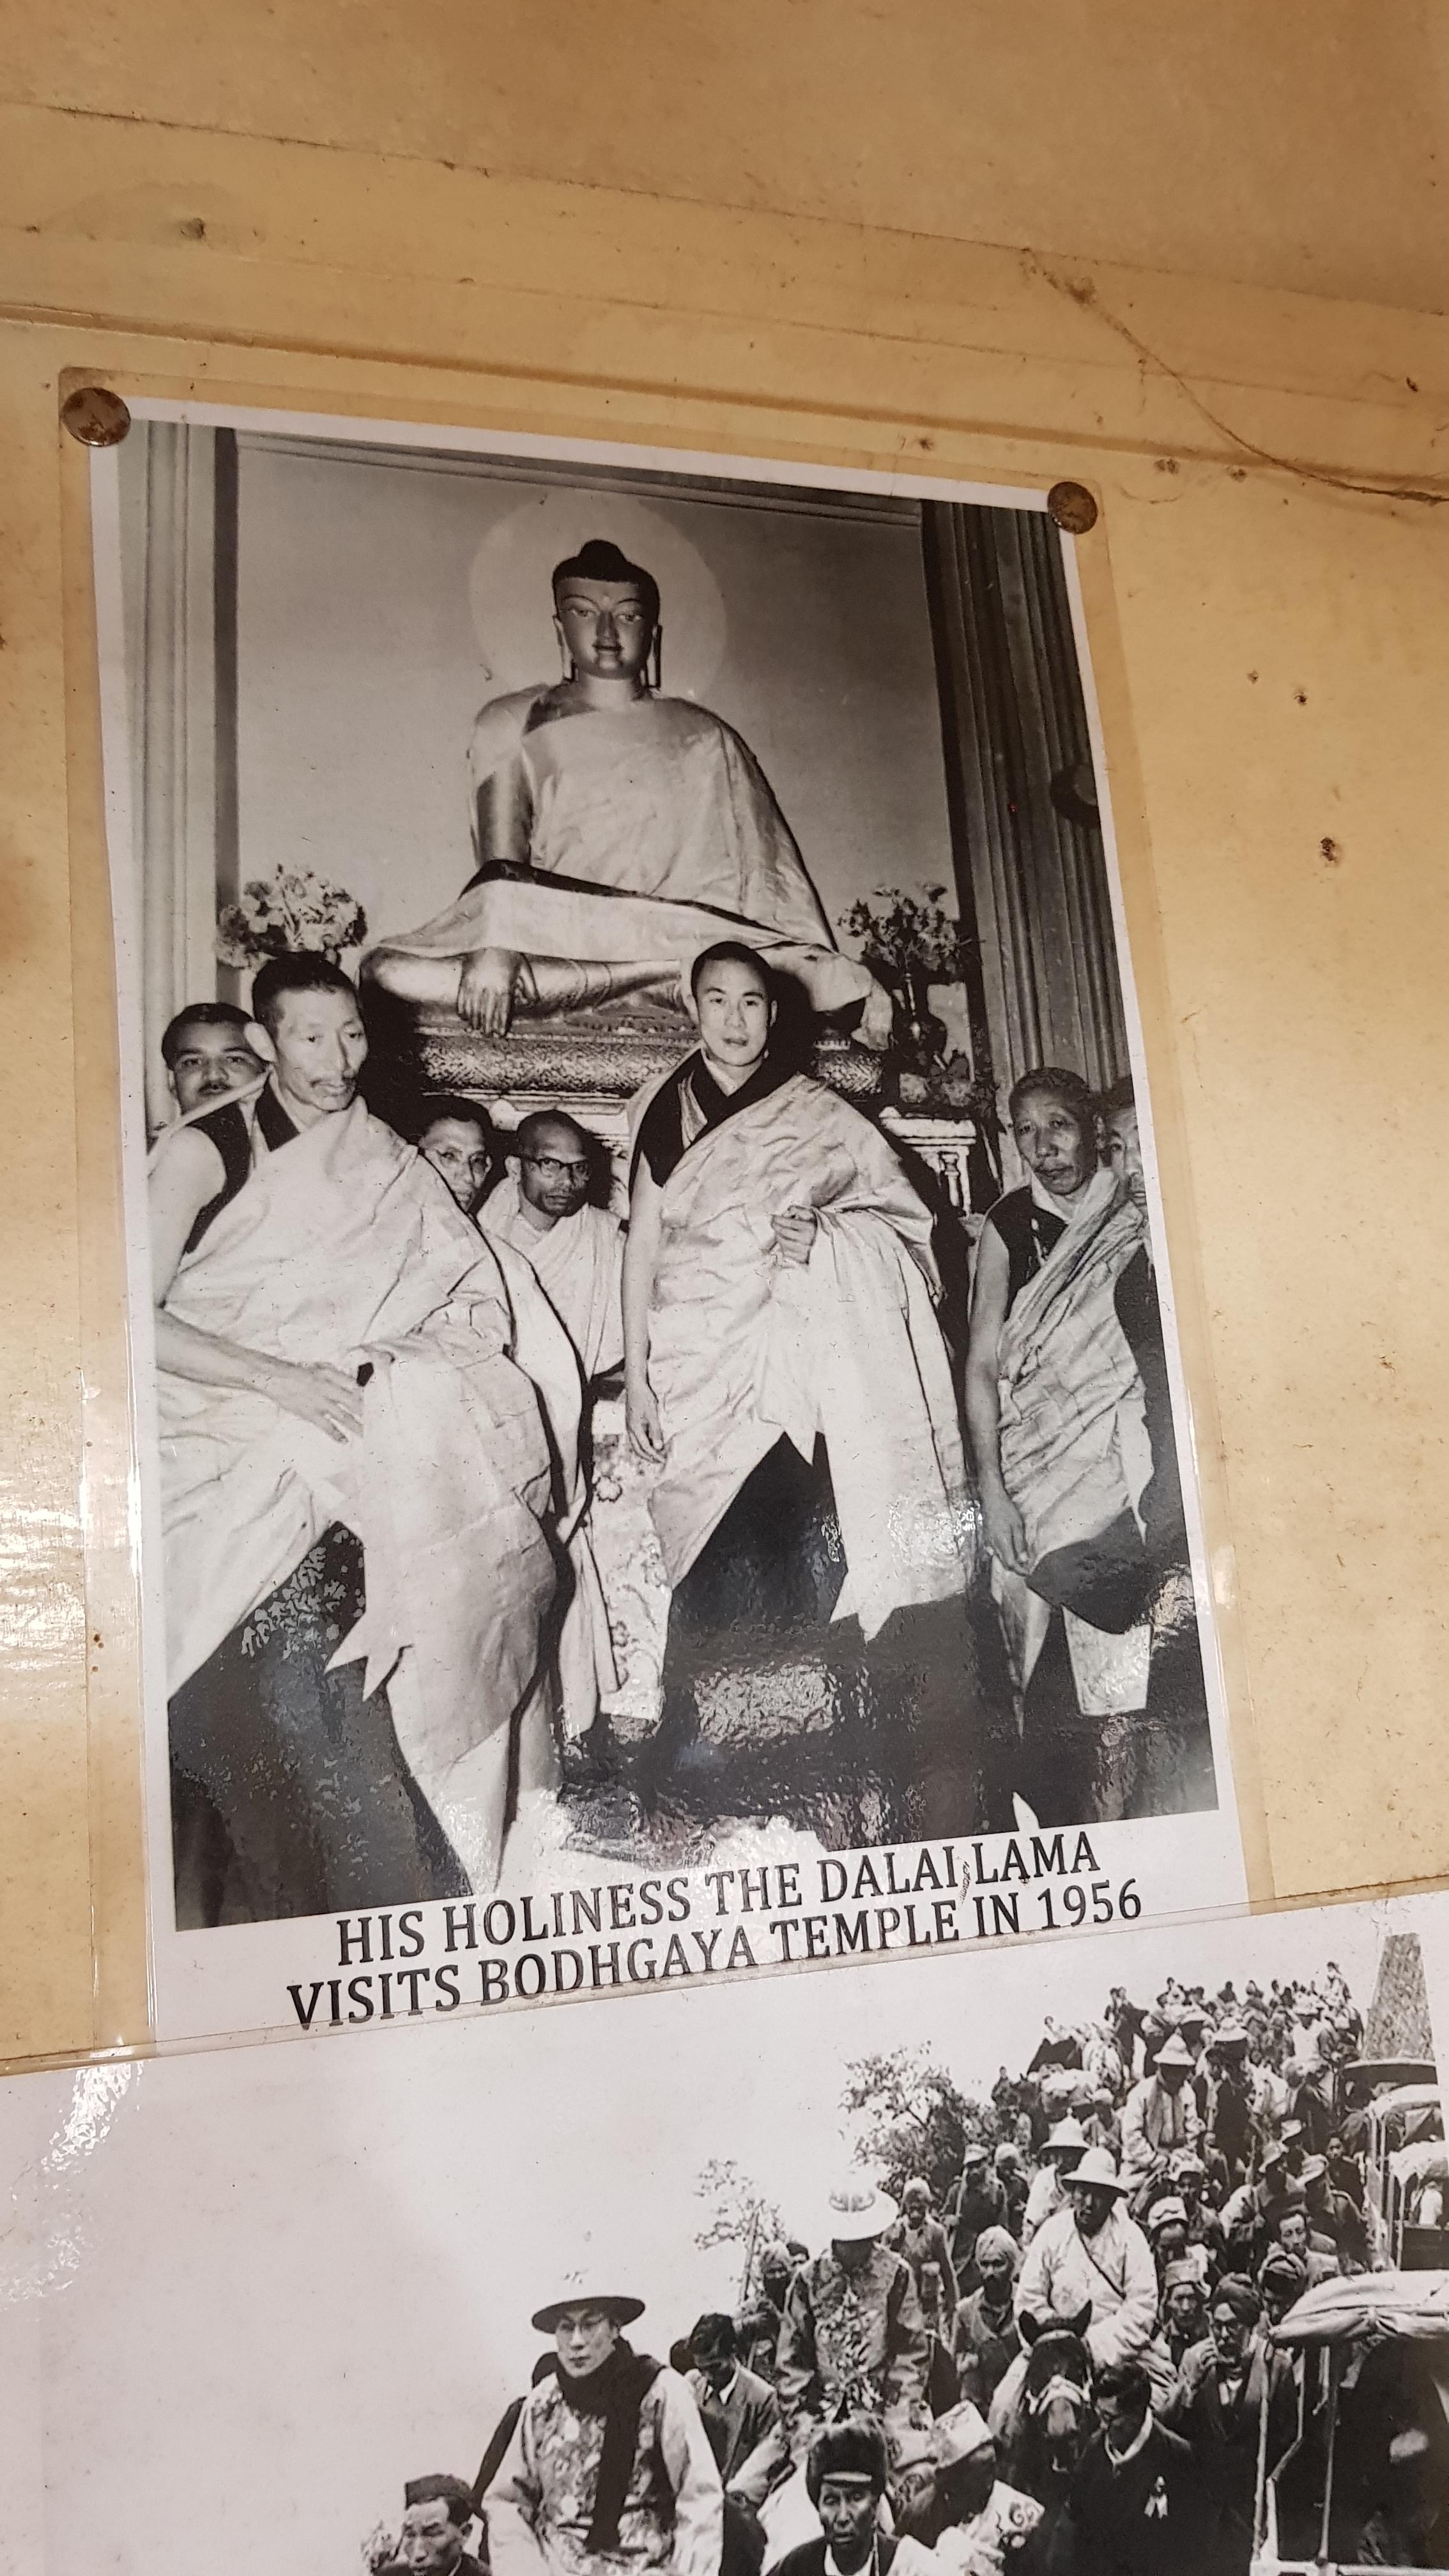 HIS HOLINESS THE DALAI LAMA
VISITS BODHGAYA TEMPLE IN 1956